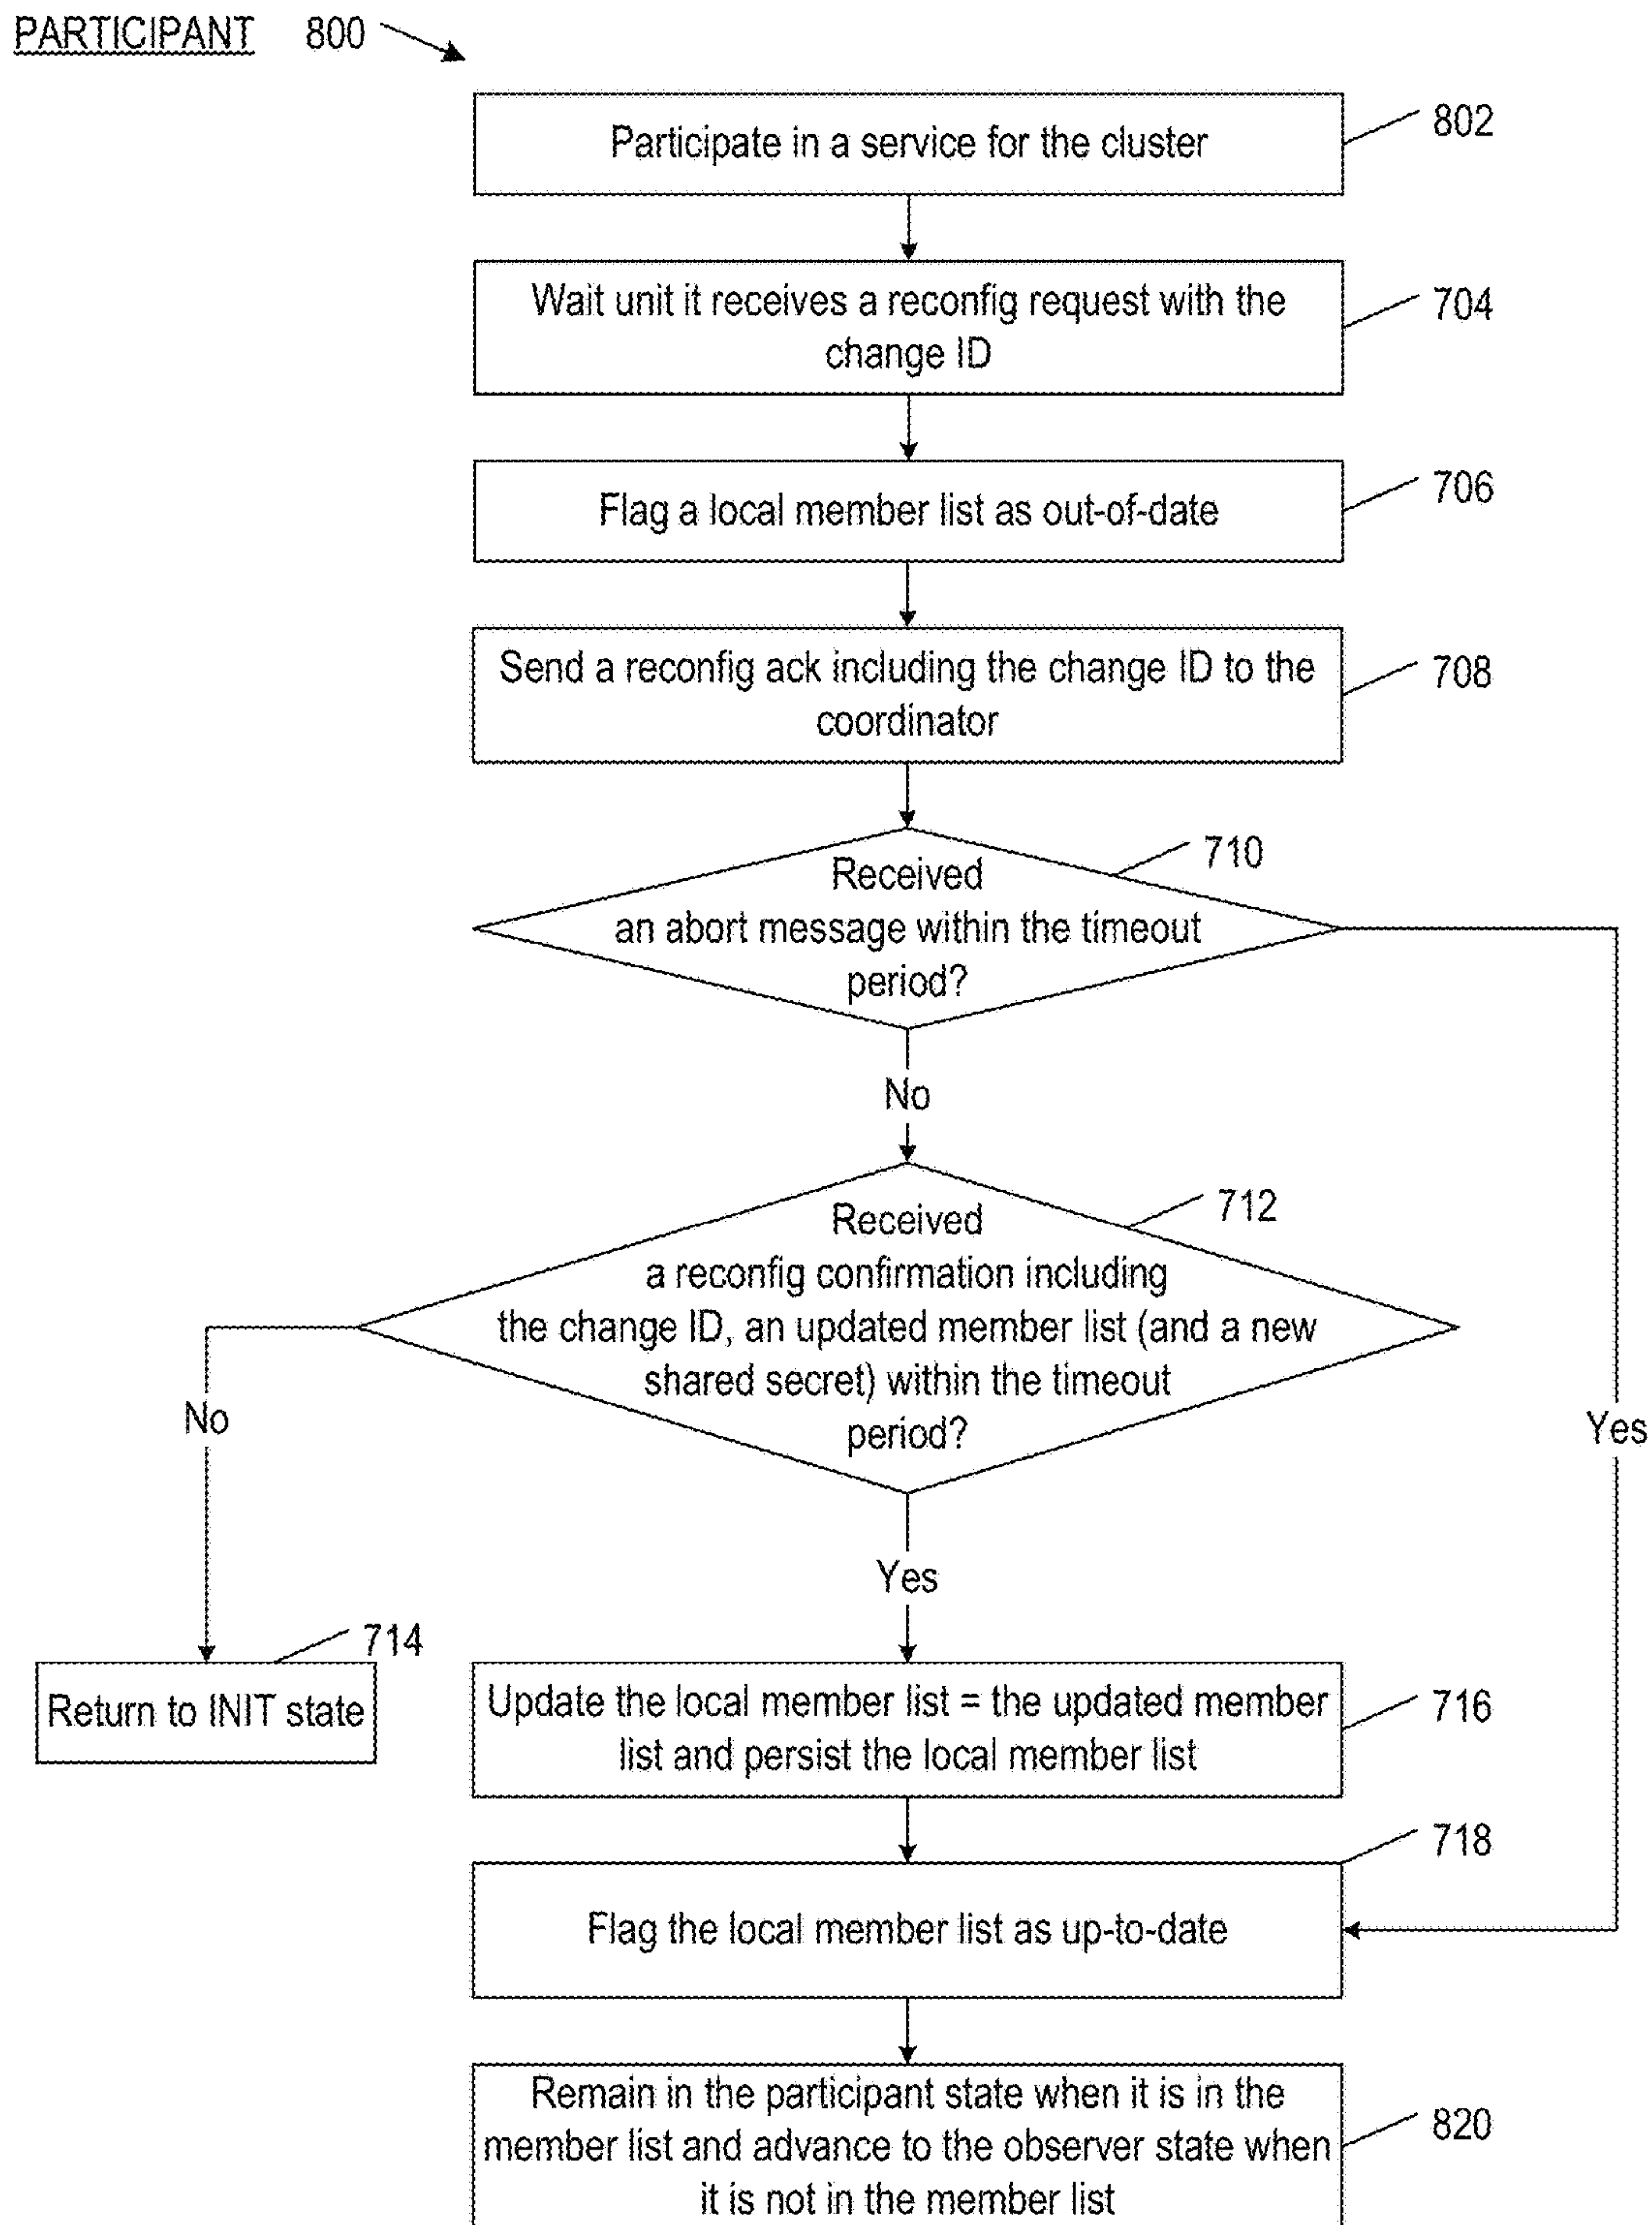 PARTICIPANT 800
Participate in a service for the cluster
802
Wait unit it receives a reconfig request with the
change ID
704
Flag a local member list as out-of-date
706
Send a reconfig ack including the change ID to the
coordinator
708
Received
an abort message within the timeout
period?
710
No
Received
a reconfig confirmation including
the change ID, an updated member list (and a new
shared secret) within the timeout
period?
712
No
Yes
Yes
Return to INIT state
714
Update the local member list = the updated member
list and persist the local member list
716
Flag the local member list as up-to-date
718
Remain in the participant state when it is in the
member list and advance to the observer state when
it is not in the member list
820